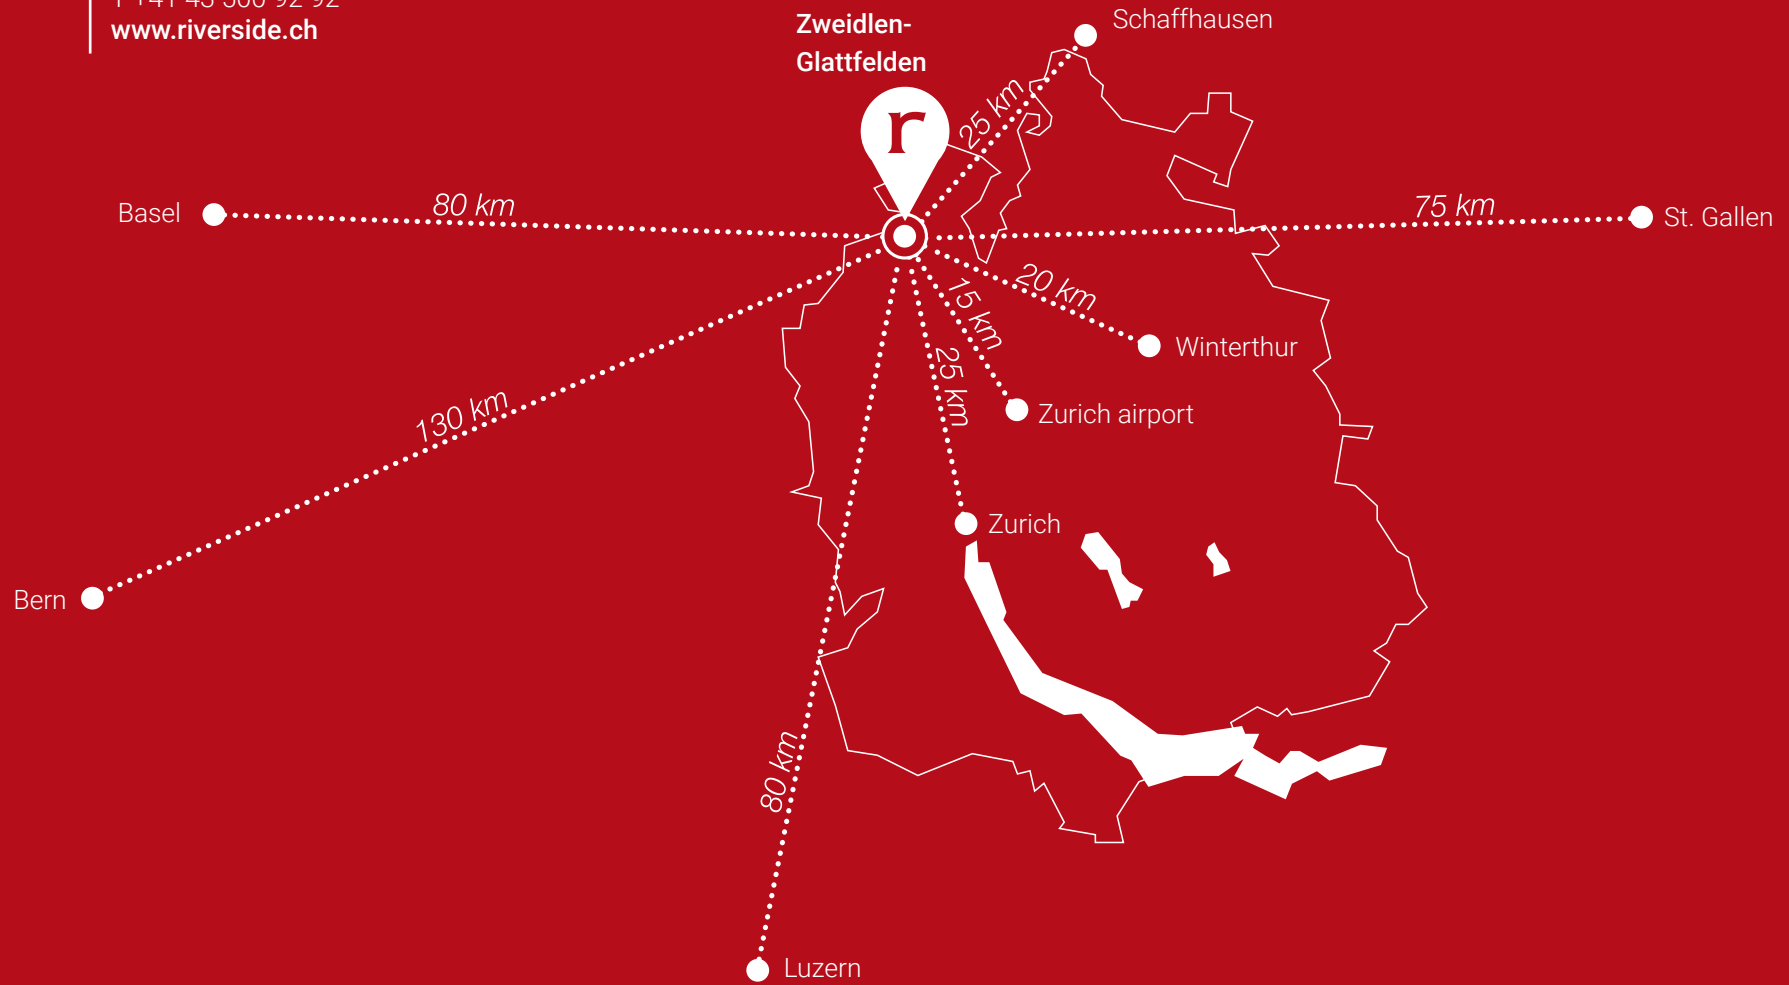 www.riverside.ch
Zweidlen-
Glattfelden
Schaffhausen
25 km
r
Basel
80 km
75 km
St. Gallen
20 km
15 km
Winterthur
25 km
Zurich airport
130 km
Zurich
Bern
80 km
Luzern